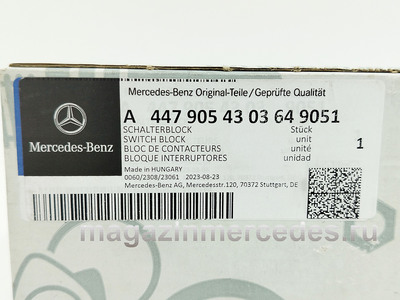 Mercedes-Benz Original-Teile/Geprüfte Qualität
A 447 905 43 03 64 9051
Mercedes-Benz
SCHALTERBLOCK Stück
SWITCH BLOCK unit
BLOC DE CONTACTEURS unité 1
BLOQUE INTERRUPTORES unidad
Made in HUNGARY
0060/2308/23061 2023-08-23
Mercedes-Benz AG, Mercedesstr.120, 70372 Stuttgart, DE
magazinmercedes.ru